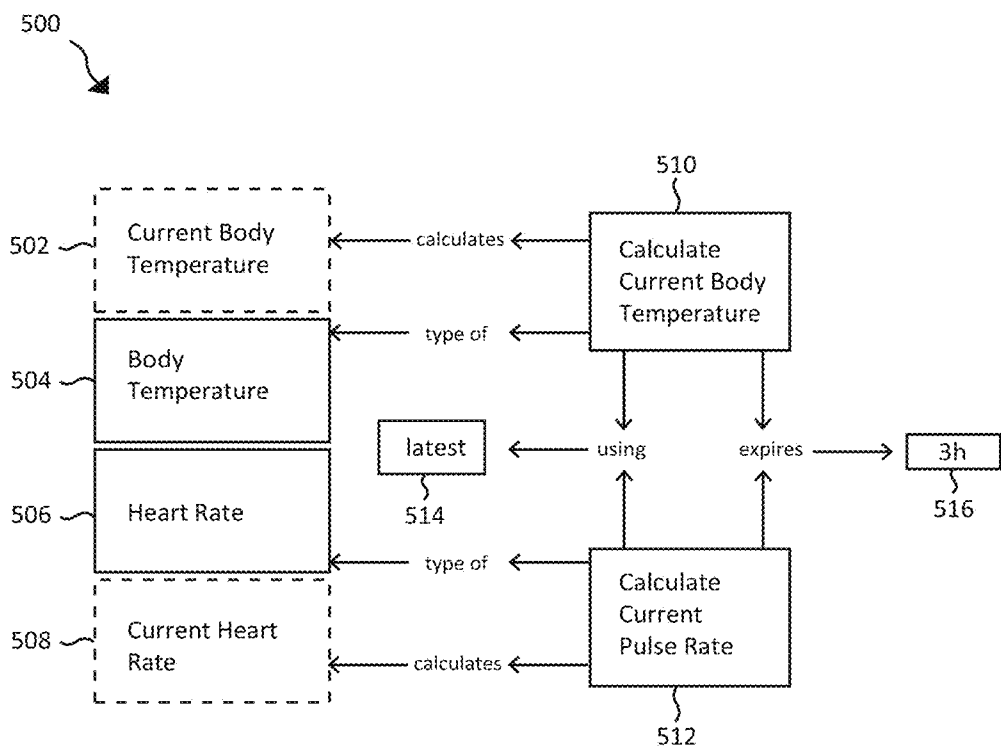 500
510
502
Current Body
Temperature
calculates
Calculate
Current Body
Temperature
type of
504
Body
Temperature
latest
using
expires
3h
514
516
506
Heart Rate
type of
Calculate
Current
Pulse Rate
508
Current Heart
Rate
calculates
512